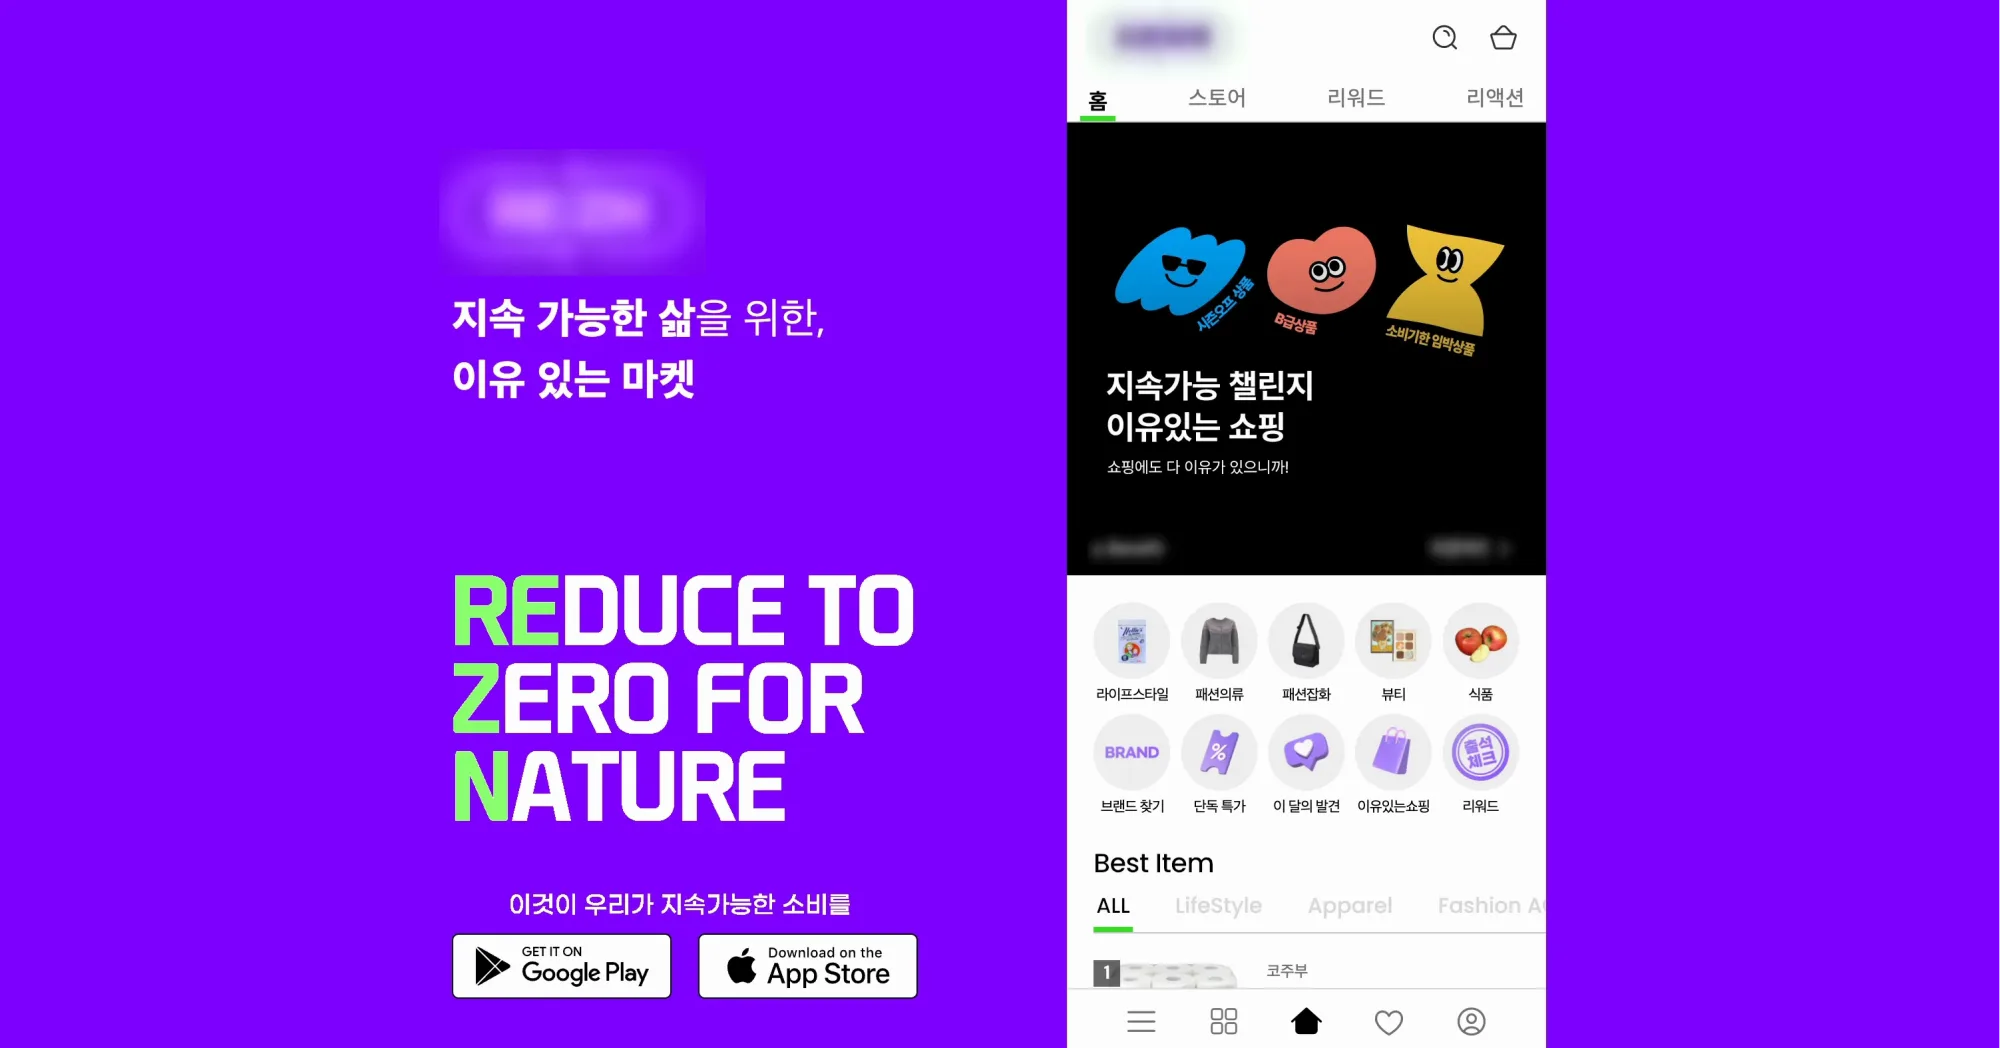 지속 가능한 삶을 위한,
이유 있는 마켓
REDUCE TO
ZERO FOR
NATURE
이것이 우리가 지속가능한 소비를
GET IT ON
Google Play
Download on the
App Store
홈 스토어 리워드 리액션
시즌오프 상품
B급상품
소비기한 임박상품
지속가능 챌린지
이유있는 쇼핑
쇼핑에도 다 이유가 있으니까!
라이프스타일 패션의류 패션잡화 뷰티 식품
BRAND
%
출석
체크
브랜드 찾기 단독 특가 이 달의 발견 이유있는쇼핑 리워드
Best Item
ALL LifeStyle Apparel Fashion
1 코주부